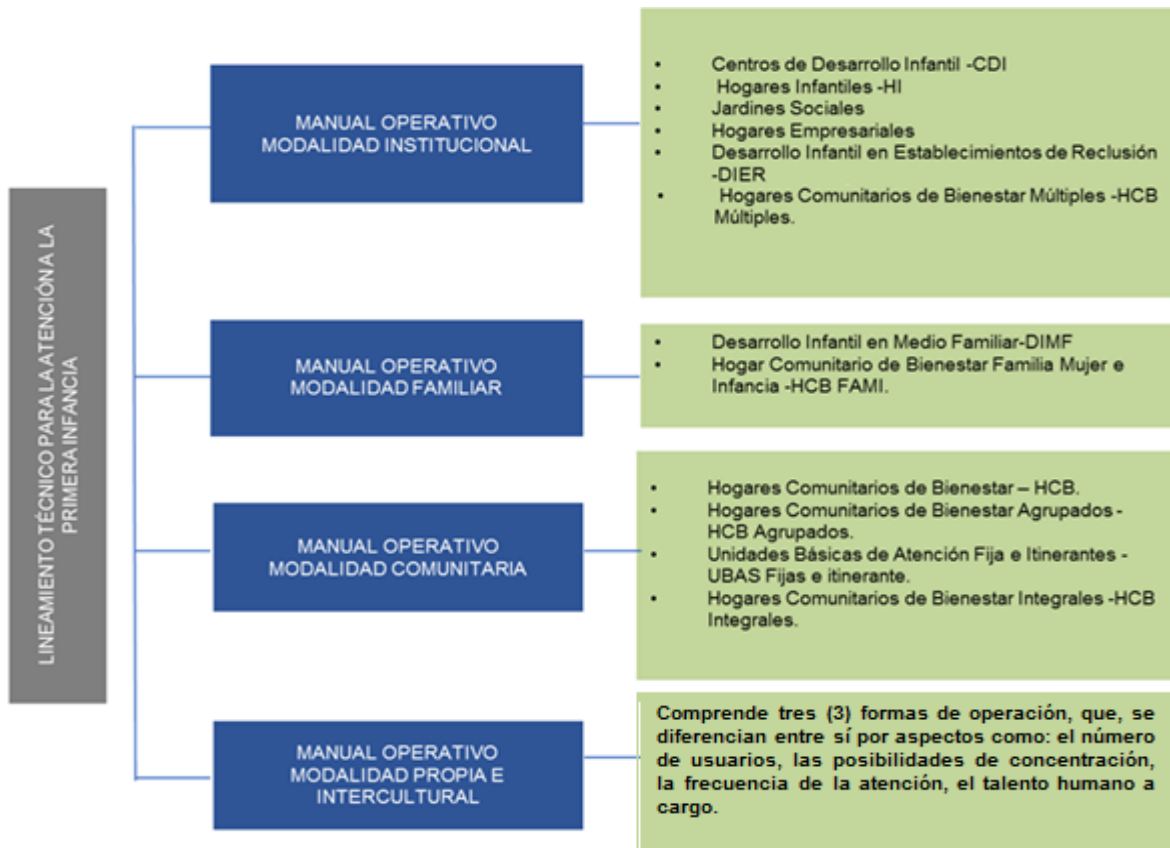 LINEAMIENTO TÉCNICO PARA LA ATENCIÓN A LA
PRIMERA INFANCIA
MANUAL OPERATIVO
MODALIDAD INSTITUCIONAL
• Centros de Desarrollo Infantil -CDI
• Hogares Infantiles -HI
• Jardines Sociales
• Hogares Empresariales
• Desarrollo Infantil en Establecimientos de Reclusión
-DIER
• Hogares Comunitarios de Bienestar Múltiples -HCB
Múltiples.
MANUAL OPERATIVO
MODALIDAD FAMILIAR
• Desarrollo Infantil en Medio Familiar-DIMF
• Hogar Comunitario de Bienestar Familia Mujer e
Infancia -HCB FAMI.
MANUAL OPERATIVO
MODALIDAD COMUNITARIA
• Hogares Comunitarios de Bienestar – HCB.
• Hogares Comunitarios de Bienestar Agrupados -
HCB Agrupados.
• Unidades Básicas de Atención Fija e Itinerantes -
UBAS Fijas e itinerante.
• Hogares Comunitarios de Bienestar Integrales -HCB
Integrales.
MANUAL OPERATIVO
MODALIDAD PROPIA E
INTERCULTURAL
Comprende tres (3) formas de operación, que, se
diferencian entre sí por aspectos como: el número
de usuarios, las posibilidades de concentración,
la frecuencia de la atención, el talento humano a
cargo.